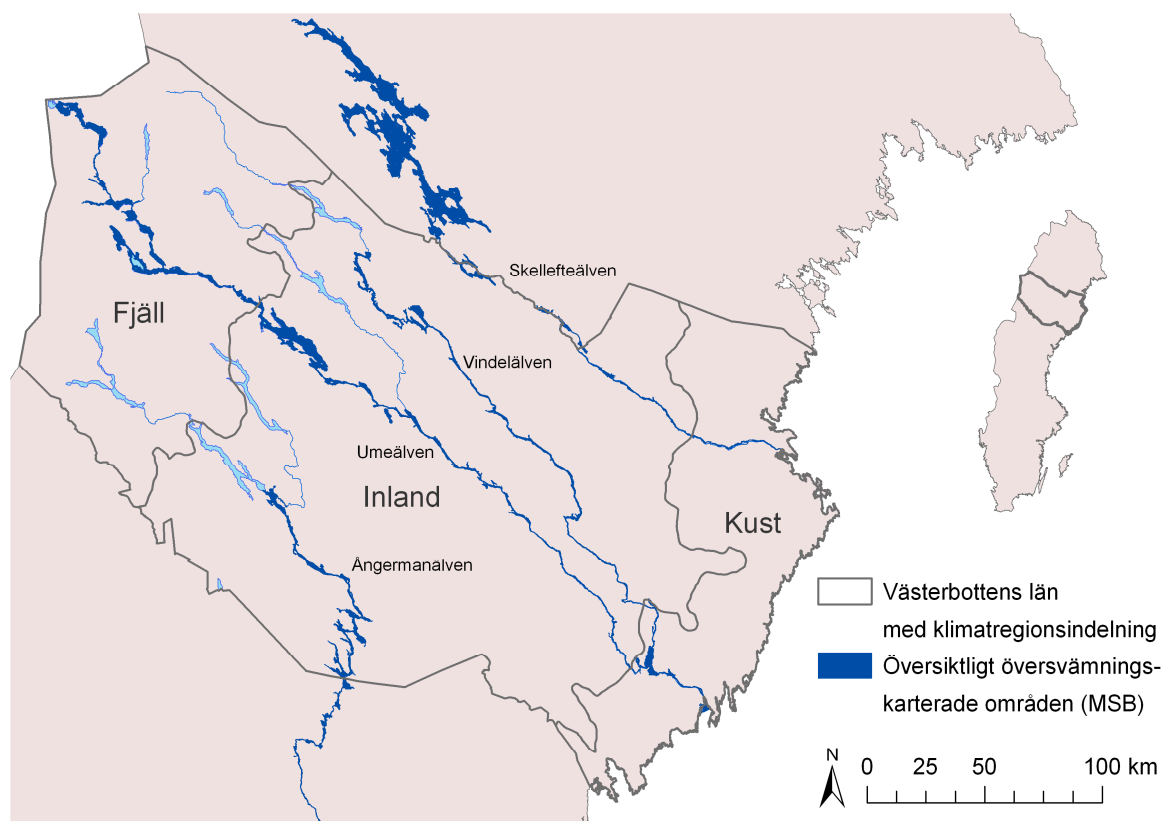 Skellefteälven
Fjäll
Vindelälven
Umeälven
Inland
Kust
Ångermanalven
Västerbottens län
med klimatregionsindelning
Översiktligt översvämnings-
karterade områden (MSB)
N
0 25 50 100 km